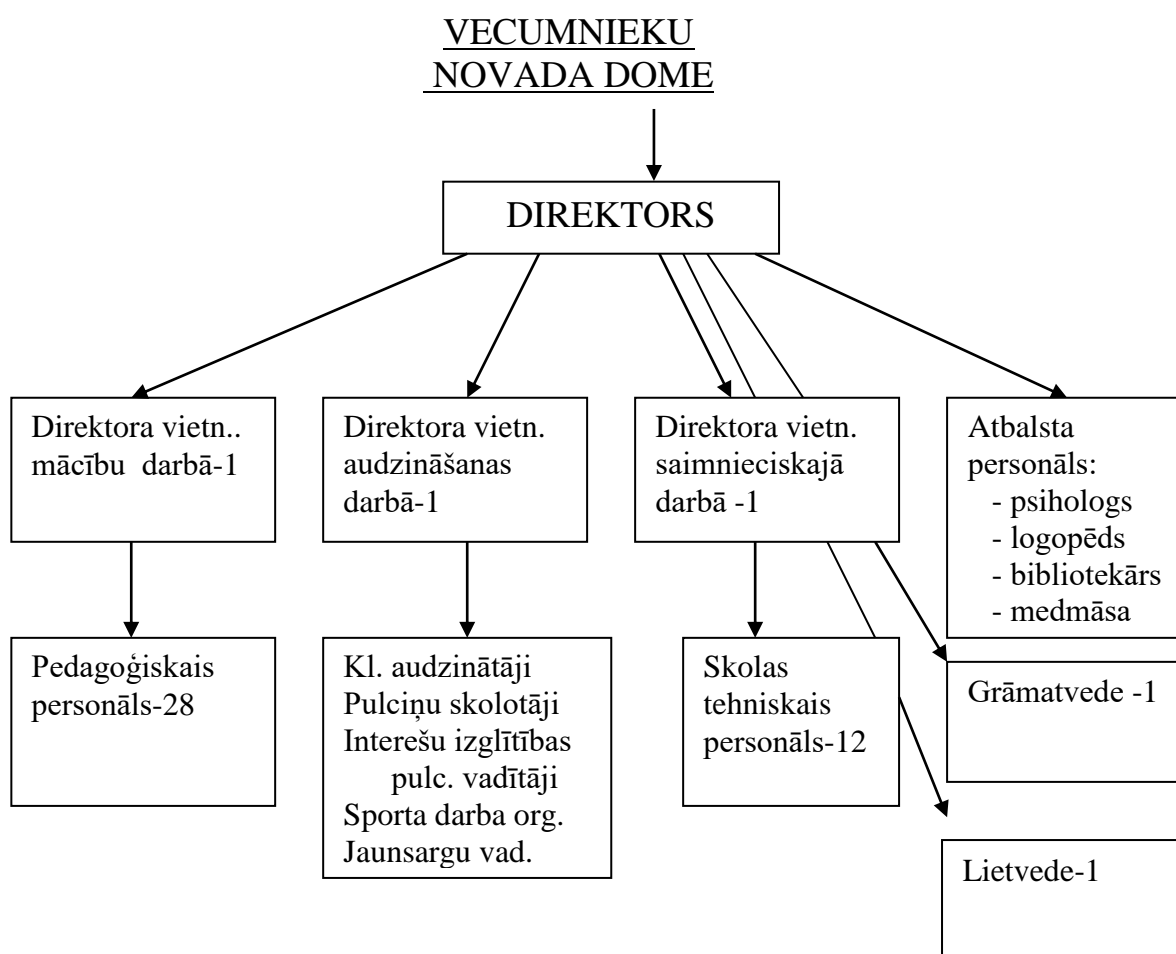 VECUMNIEKU
NOVADA DOME
DIREKTORS
Direktora vietn..
mācību darbā-1
Direktora vietn.
audzināšanas
darbā-1
Direktora vietn.
saimnieciskajā
darbā -1
Atbalsta
personāls:
- psihologs
- logopēds
- bibliotekārs
- medmāsa
Pedagoģiskais
personāls-28
Kl. audzinātāji
Pulciņu skolotāji
Interešu izglītības
pulc. vadītāji
Sporta darba org.
Jaunsargu vad.
Skolas
tehniskais
personāls-12
Grāmatvede -1
Lietvede-1